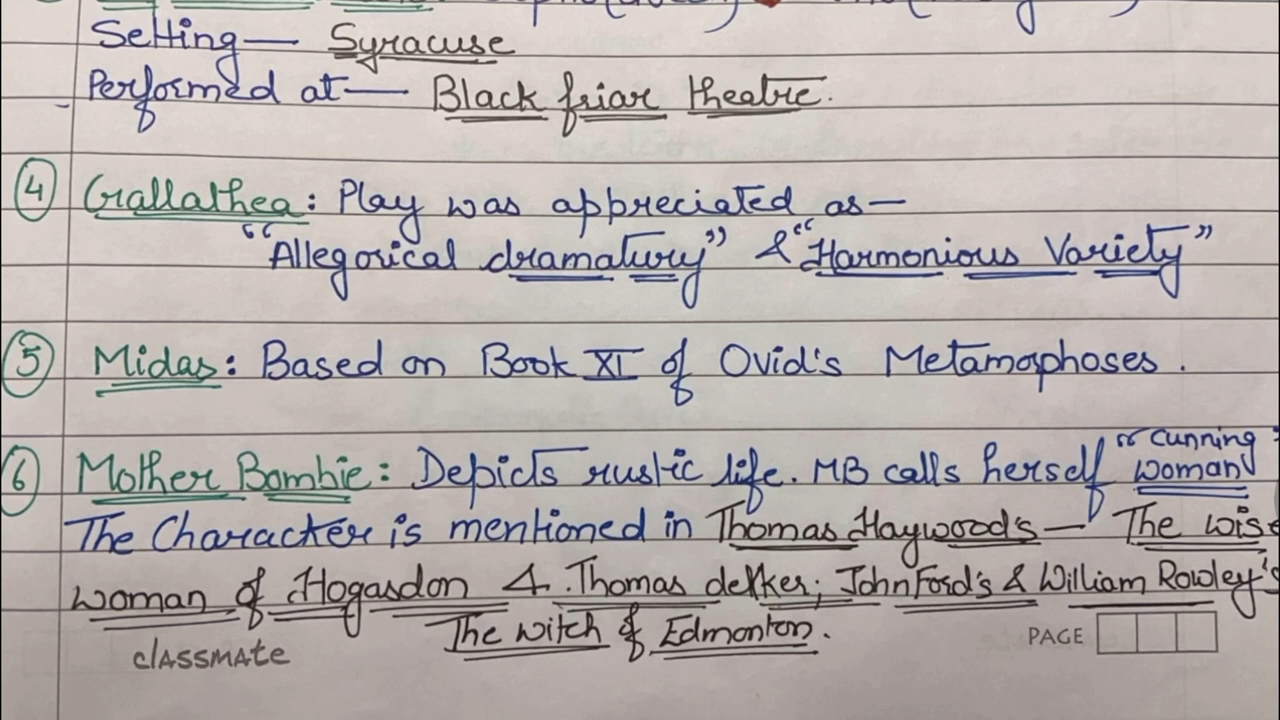 Setting— Syracuse
Performed at— Black friar theatre.
4 Grallathea: Play was appreciated as—
"Allegorical dramaturgy" & "Harmonious Variety"
5 Midas: Based on Book XI of Ovid's Metamorphoses.
or cunning
6 Mother Bombie: Depicts rustic life. MB calls herself woman
The Character is mentioned in Thomas Haywood's— The wise
woman of Hogasdon & Thomas dekker; John Ford's & William Rowley's
The witch of Edmonton.
classmate PAGE